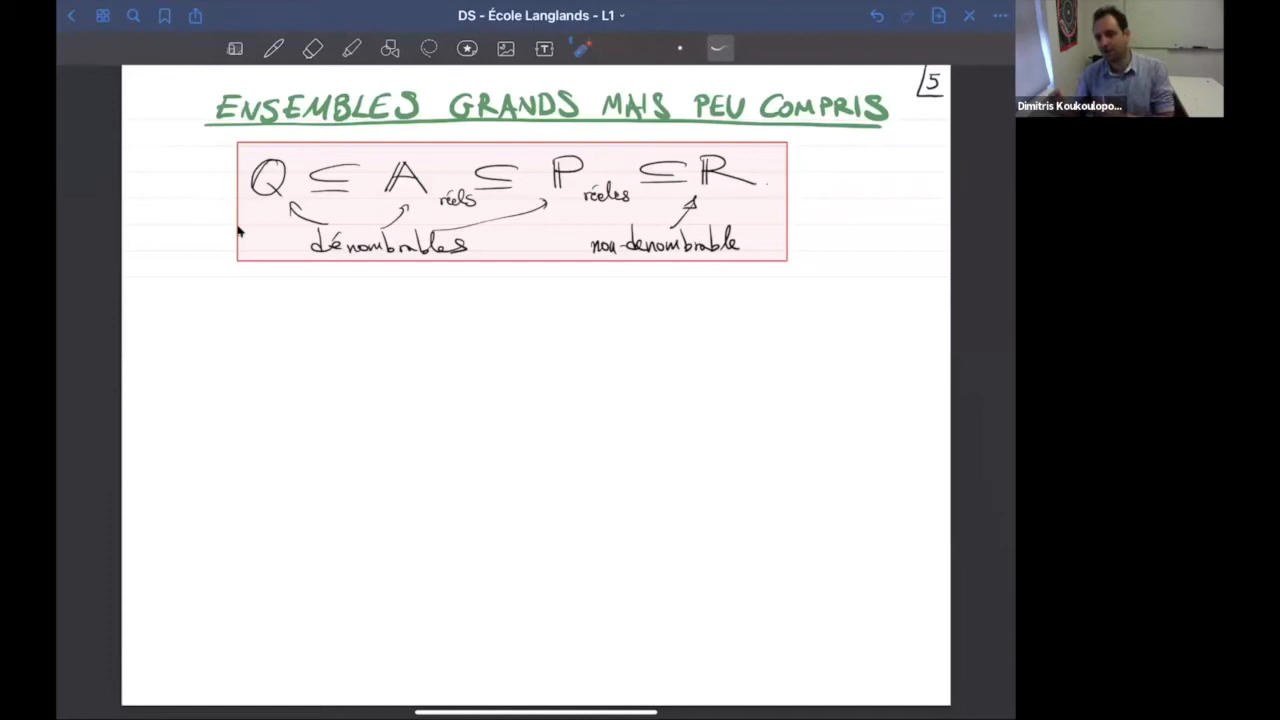 DS - École Langlands - L1
5
ENSEMBLES GRANDS MAIS PEU COMPRIS
ℚ ⊆ 𝔸 réels ⊆ ℙ réeles ⊆ ℝ.
dénombrables non-denombrable
Dimitris Koukoulopo...